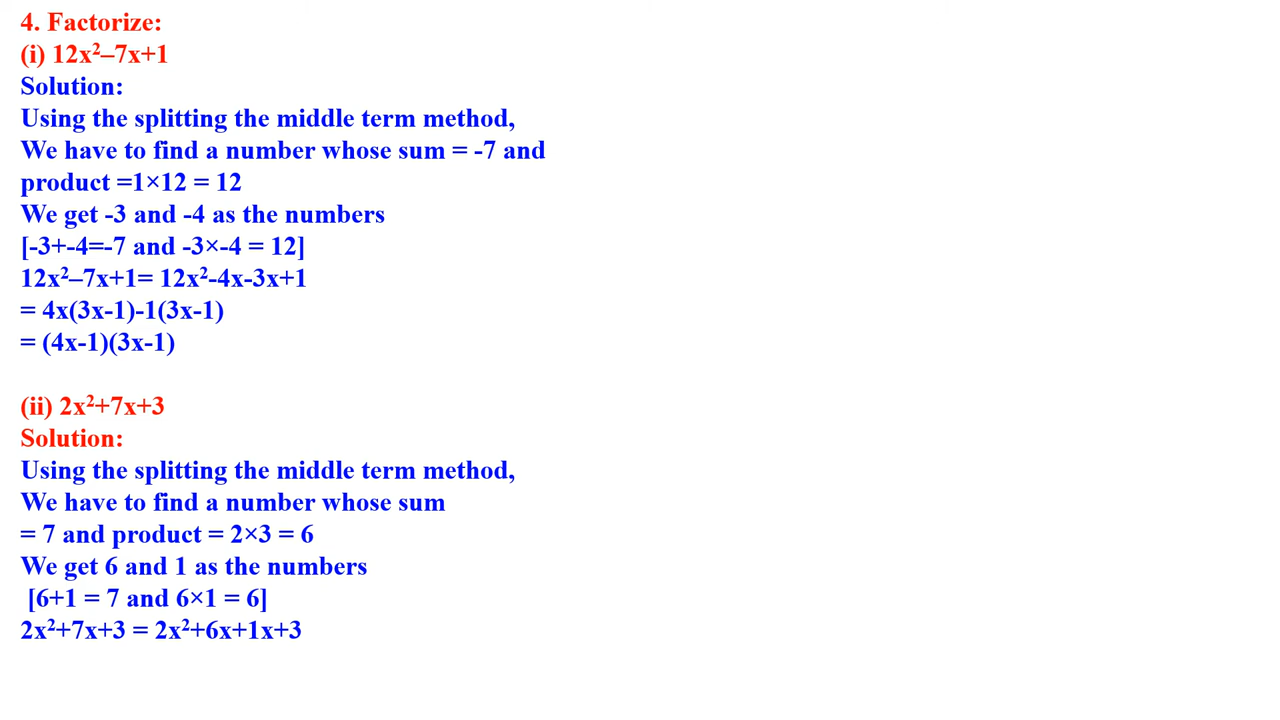 4. Factorize:
(i) 12x²–7x+1
Solution:
Using the splitting the middle term method,
We have to find a number whose sum = -7 and
product =1×12 = 12
We get -3 and -4 as the numbers
[-3+-4=-7 and -3×-4 = 12]
12x²–7x+1= 12x²-4x-3x+1
= 4x(3x-1)-1(3x-1)
= (4x-1)(3x-1)
(ii) 2x²+7x+3
Solution:
Using the splitting the middle term method,
We have to find a number whose sum
= 7 and product = 2×3 = 6
We get 6 and 1 as the numbers
[6+1 = 7 and 6×1 = 6]
2x²+7x+3 = 2x²+6x+1x+3